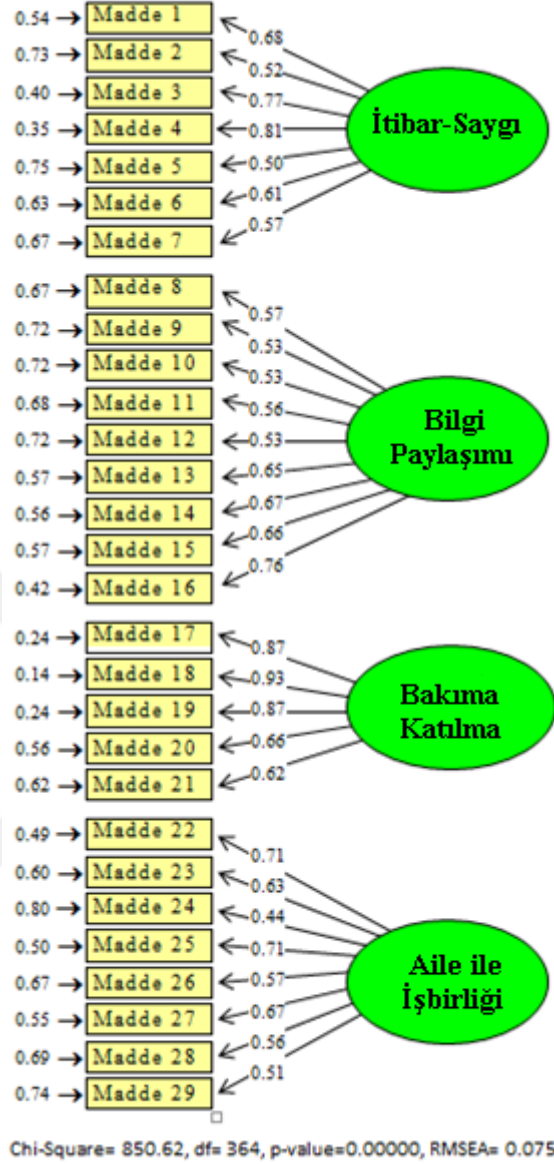 0.54 Madde 1 0.68
0.73 Madde 2 0.52
0.40 Madde 3 0.77
0.35 Madde 4 0.81
0.75 Madde 5 0.50
0.63 Madde 6 0.61
0.67 Madde 7 0.57
İtibar-Saygı
0.67 Madde 8 0.57
0.72 Madde 9 0.53
0.72 Madde 10 0.53
0.68 Madde 11 0.56
0.72 Madde 12 0.53
0.57 Madde 13 0.65
0.56 Madde 14 0.67
0.57 Madde 15 0.66
0.42 Madde 16 0.76
Bilgi
Paylaşımı
0.24 Madde 17 0.87
0.14 Madde 18 0.93
0.24 Madde 19 0.87
0.56 Madde 20 0.66
0.62 Madde 21 0.62
Bakıma
Katılma
0.49 Madde 22 0.71
0.60 Madde 23 0.63
0.80 Madde 24 0.44
0.50 Madde 25 0.71
0.67 Madde 26 0.57
0.55 Madde 27 0.67
0.69 Madde 28 0.56
0.74 Madde 29 0.51
Aile ile
İşbirliği
Chi-Square= 850.62, df= 364, p-value=0.00000, RMSEA= 0.075